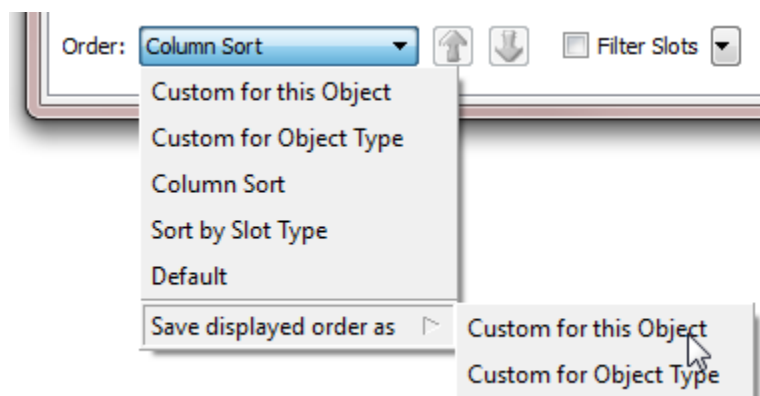 Order: Column Sort Filter Slots
Custom for this Object
Custom for Object Type
Column Sort
Sort by Slot Type
Default
Save displayed order as
Custom for this Object
Custom for Object Type